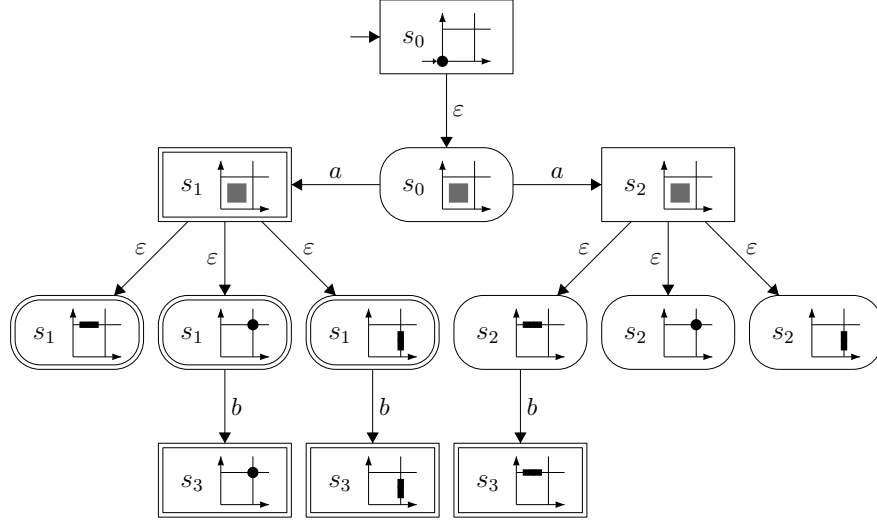 s₀
ε
s₁ a s₀ a s₂
ε ε ε ε ε ε
s₁ s₁ s₁ s₂ s₂ s₂
b b b
s₃ s₃ s₃